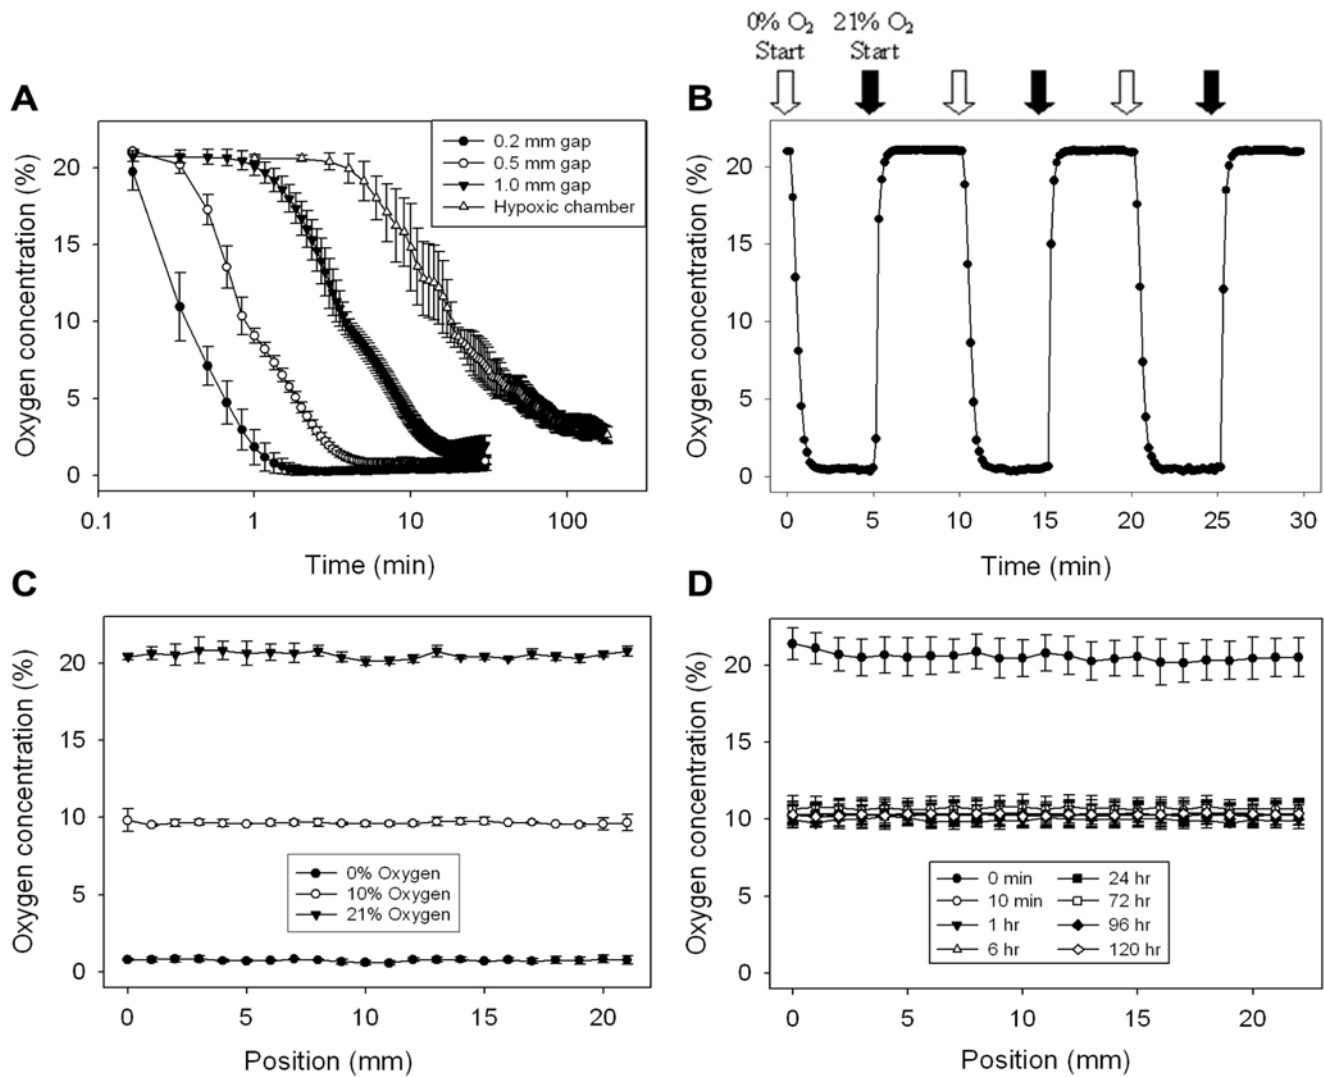 0% O2 21% O2
Start Start
A
B
0.2 mm gap
0.5 mm gap
1.0 mm gap
Hypoxic chamber
Oxygen concentration (%)
20
15
10
5
0
0.1 1 10 100
Time (min)
Oxygen concentration (%)
20
15
10
5
0
0 5 10 15 20 25 30
Time (min)
C
D
Oxygen concentration (%)
20
15
10
5
0
0% Oxygen
10% Oxygen
21% Oxygen
0 5 10 15 20
Position (mm)
Oxygen concentration (%)
20
15
10
5
0
0 min 24 hr
10 min 72 hr
1 hr 96 hr
6 hr 120 hr
0 5 10 15 20
Position (mm)